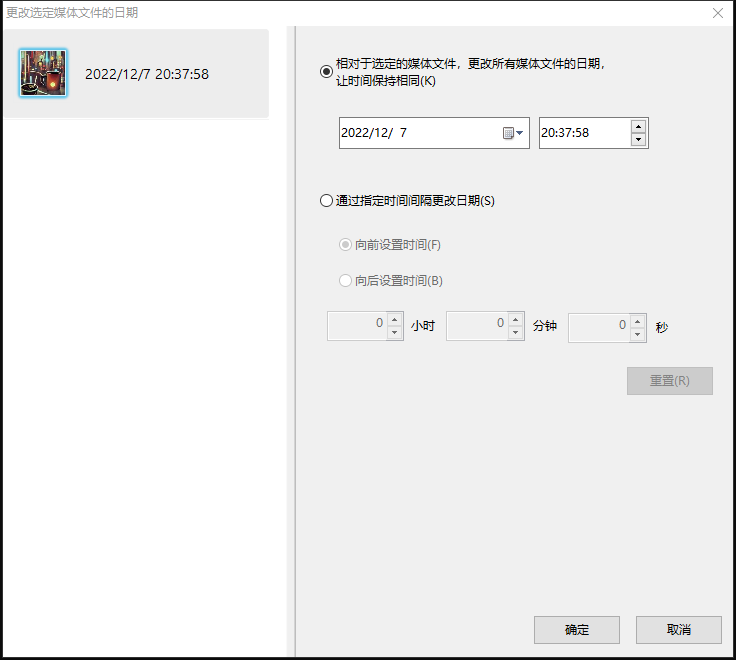 更改选定媒体文件的日期
2022/12/7 20:37:58
相对于选定的媒体文件，更改所有媒体文件的日期，
让时间保持相同(K)
2022/12/ 7
20:37:58
通过指定时间间隔更改日期(S)
向前设置时间(F)
向后设置时间(B)
0 小时 0 分钟 0 秒
重置(R)
确定 取消